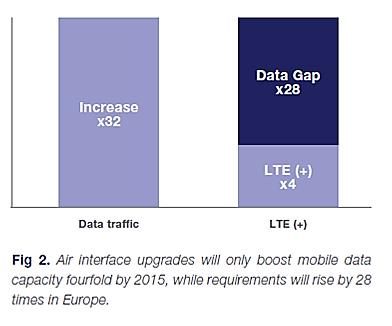 Increase
x32
Data Gap
x28
LTE (+)
x4
Data traffic
LTE (+)
Fig 2. Air interface upgrades will only boost mobile data
capacity fourfold by 2015, while requirements will rise by 28
times in Europe.